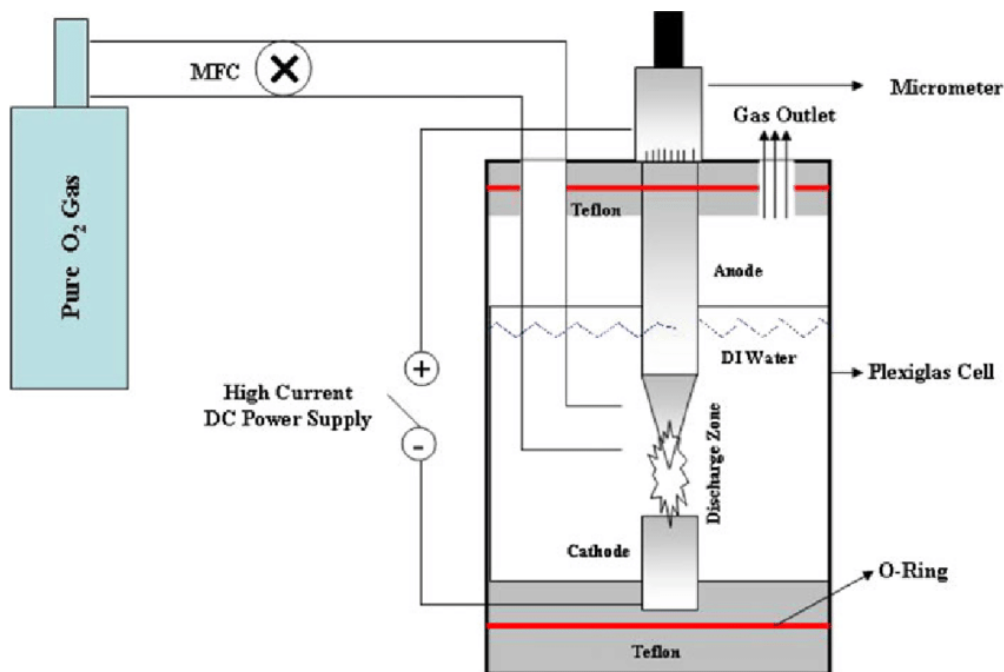 MFC
Micrometer
Gas Outlet
Pure O₂ Gas
Teflon
Anode
DI Water
Plexiglas Cell
+
High Current
DC Power Supply
-
Discharge Zone
Cathode
O-Ring
Teflon